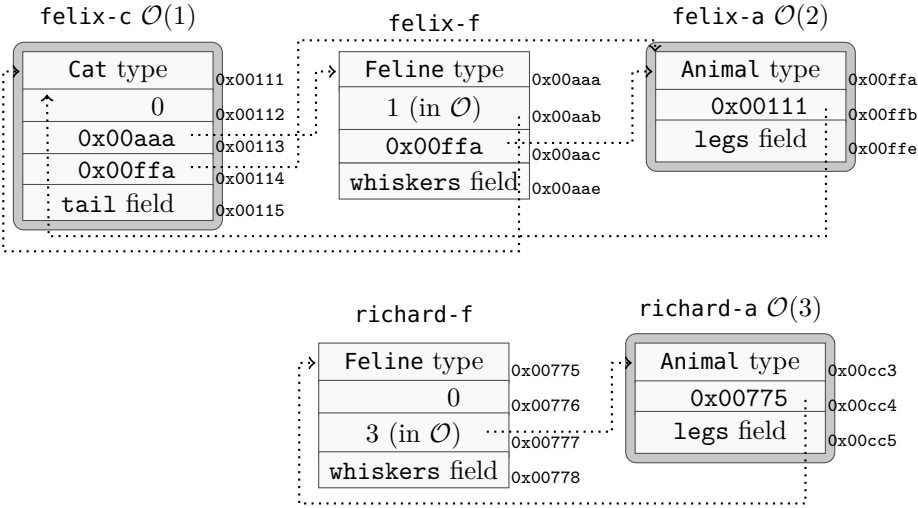 felix-c 𝒪(1)
Cat type 0x00111
0 0x00112
0x00aaa 0x00113
0x00ffa 0x00114
tail field 0x00115
felix-f
Feline type 0x00aaa
1 (in 𝒪) 0x00aab
0x00ffa 0x00aac
whiskers field 0x00aae
felix-a 𝒪(2)
Animal type 0x00ffa
0x00111 0x00ffb
legs field 0x00ffe
richard-f
Feline type 0x00775
0 0x00776
3 (in 𝒪) 0x00777
whiskers field 0x00778
richard-a 𝒪(3)
Animal type 0x00cc3
0x00775 0x00cc4
legs field 0x00cc5